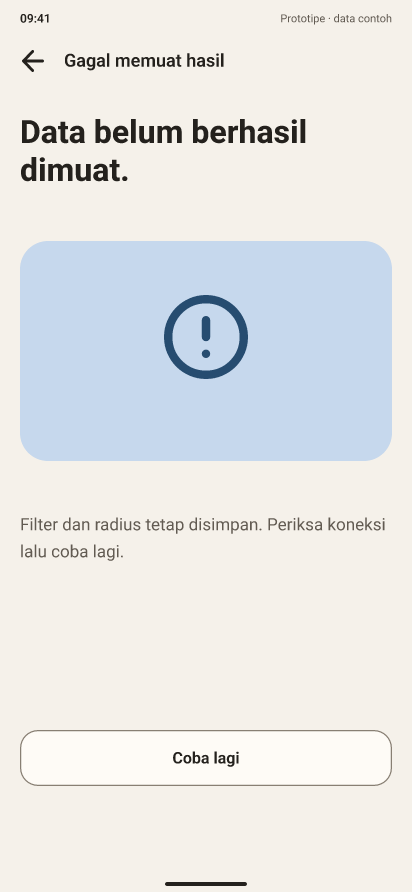 09:41
Prototipe · data contoh
Gagal memuat hasil
Data belum berhasil
dimuat.
Filter dan radius tetap disimpan. Periksa koneksi
lalu coba lagi.
Coba lagi